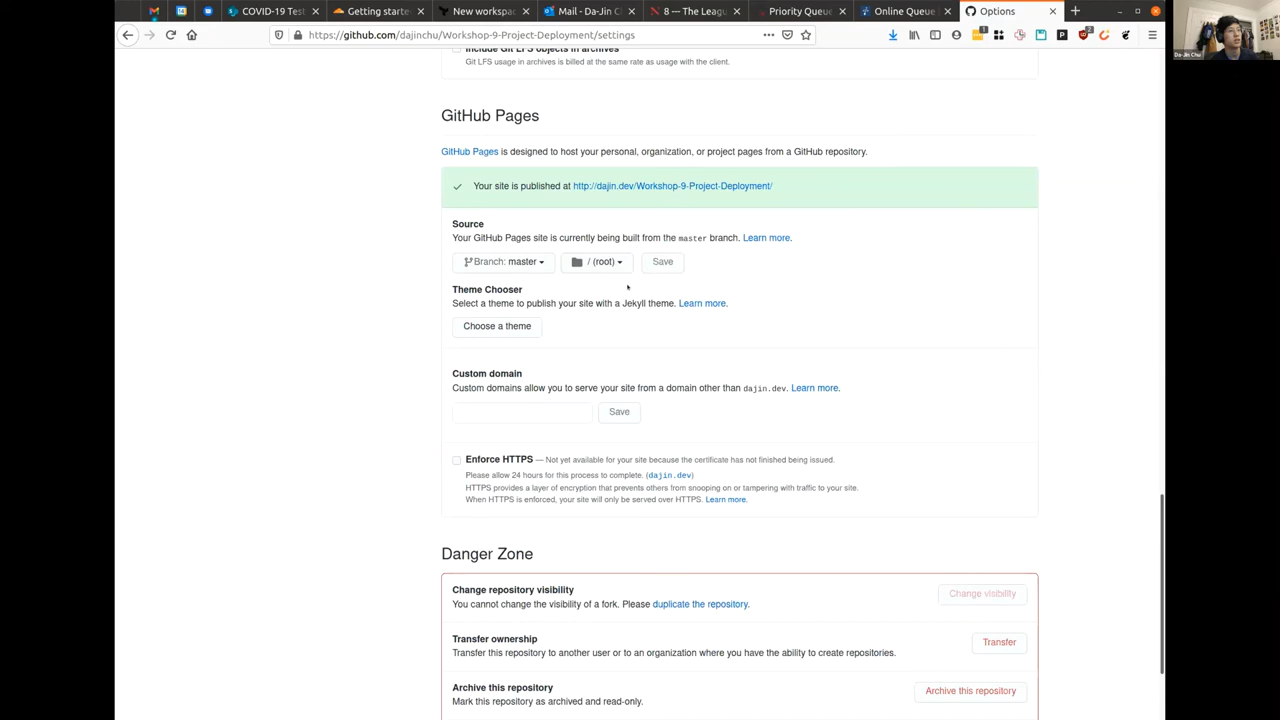 COVID-19 Test
Getting starte
New workspac
Mail - Da-Jin C
8 — The Leagu
Priority Queue
Online Queue
Options
https://github.com/dajinchu/Workshop-9-Project-Deployment/settings
Da-Jin Chu
Include Git LFS objects in archives
Git LFS usage in archives is billed at the same rate as usage with the client.
GitHub Pages
GitHub Pages is designed to host your personal, organization, or project pages from a GitHub repository.
Your site is published at http://dajin.dev/Workshop-9-Project-Deployment/
Source
Your GitHub Pages site is currently being built from the master branch. Learn more.
Branch: master
/ (root)
Save
Theme Chooser
Select a theme to publish your site with a Jekyll theme. Learn more.
Choose a theme
Custom domain
Custom domains allow you to serve your site from a domain other than dajin.dev. Learn more.
Save
Enforce HTTPS — Not yet available for your site because the certificate has not finished being issued.
Please allow 24 hours for this process to complete. (dajin.dev)
HTTPS provides a layer of encryption that prevents others from snooping on or tampering with traffic to your site.
When HTTPS is enforced, your site will only be served over HTTPS. Learn more.
Danger Zone
Change repository visibility
You cannot change the visibility of a fork. Please duplicate the repository.
Change visibility
Transfer ownership
Transfer this repository to another user or to an organization where you have the ability to create repositories.
Transfer
Archive this repository
Mark this repository as archived and read-only.
Archive this repository